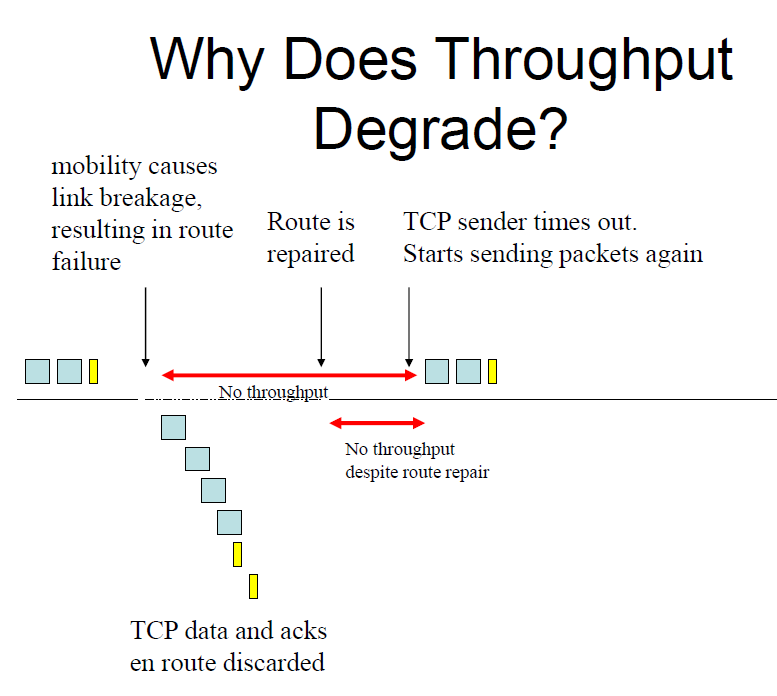 Why Does Throughput
Degrade?
mobility causes
link breakage,
resulting in route
failure
Route is
repaired
TCP sender times out.
Starts sending packets again
No throughput
No throughput
despite route repair
TCP data and acks
en route discarded